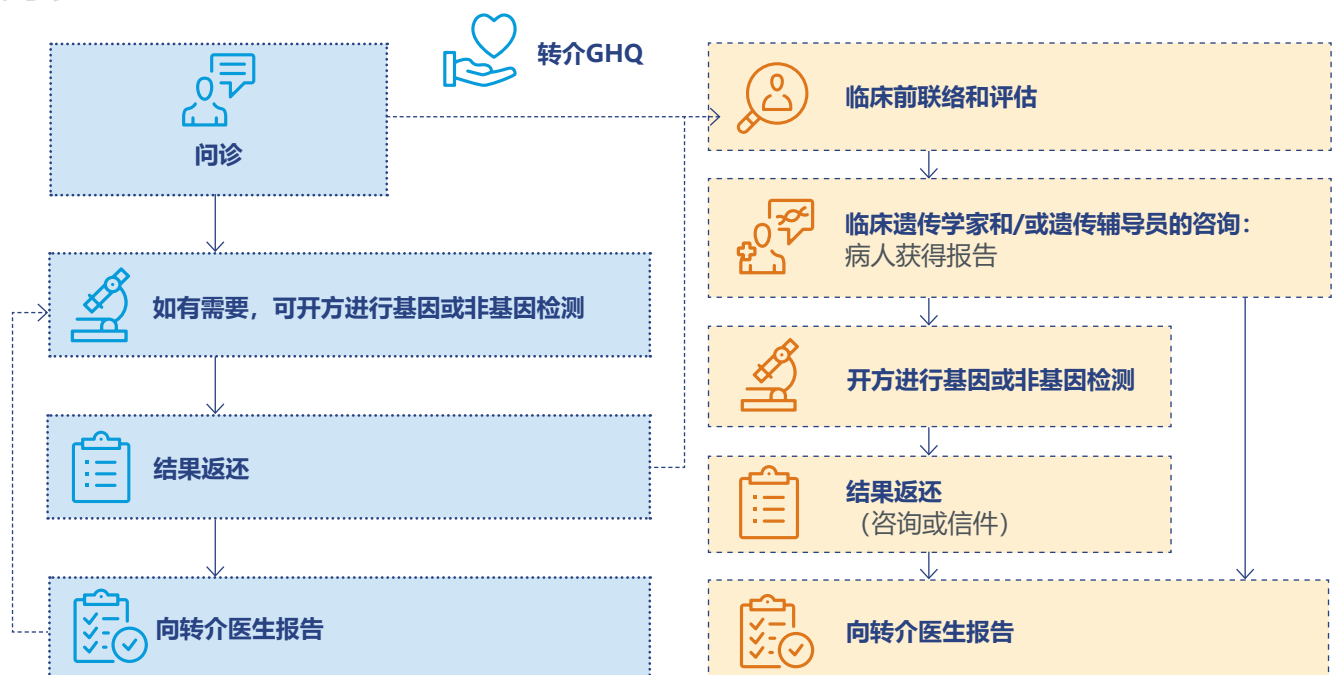 转介GHQ
问诊
如有需要，可开方进行基因或非基因检测
结果返还
向转介医生报告
临床前联络和评估
临床遗传学家和/或遗传辅导员的咨询：
病人获得报告
开方进行基因或非基因检测
结果返还
（咨询或信件）
向转介医生报告